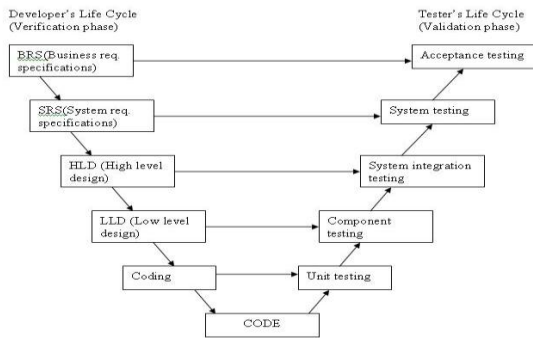 Developer's Life Cycle
(Verification phase)
Tester's Life Cycle
(Validation phase)
BRS(Business req.
specifications)
Acceptance testing
SRS(System req.
specifications)
System testing
HLD (High level
design)
System integration
testing
LLD (Low level
design)
Component
testing
Coding
Unit testing
CODE